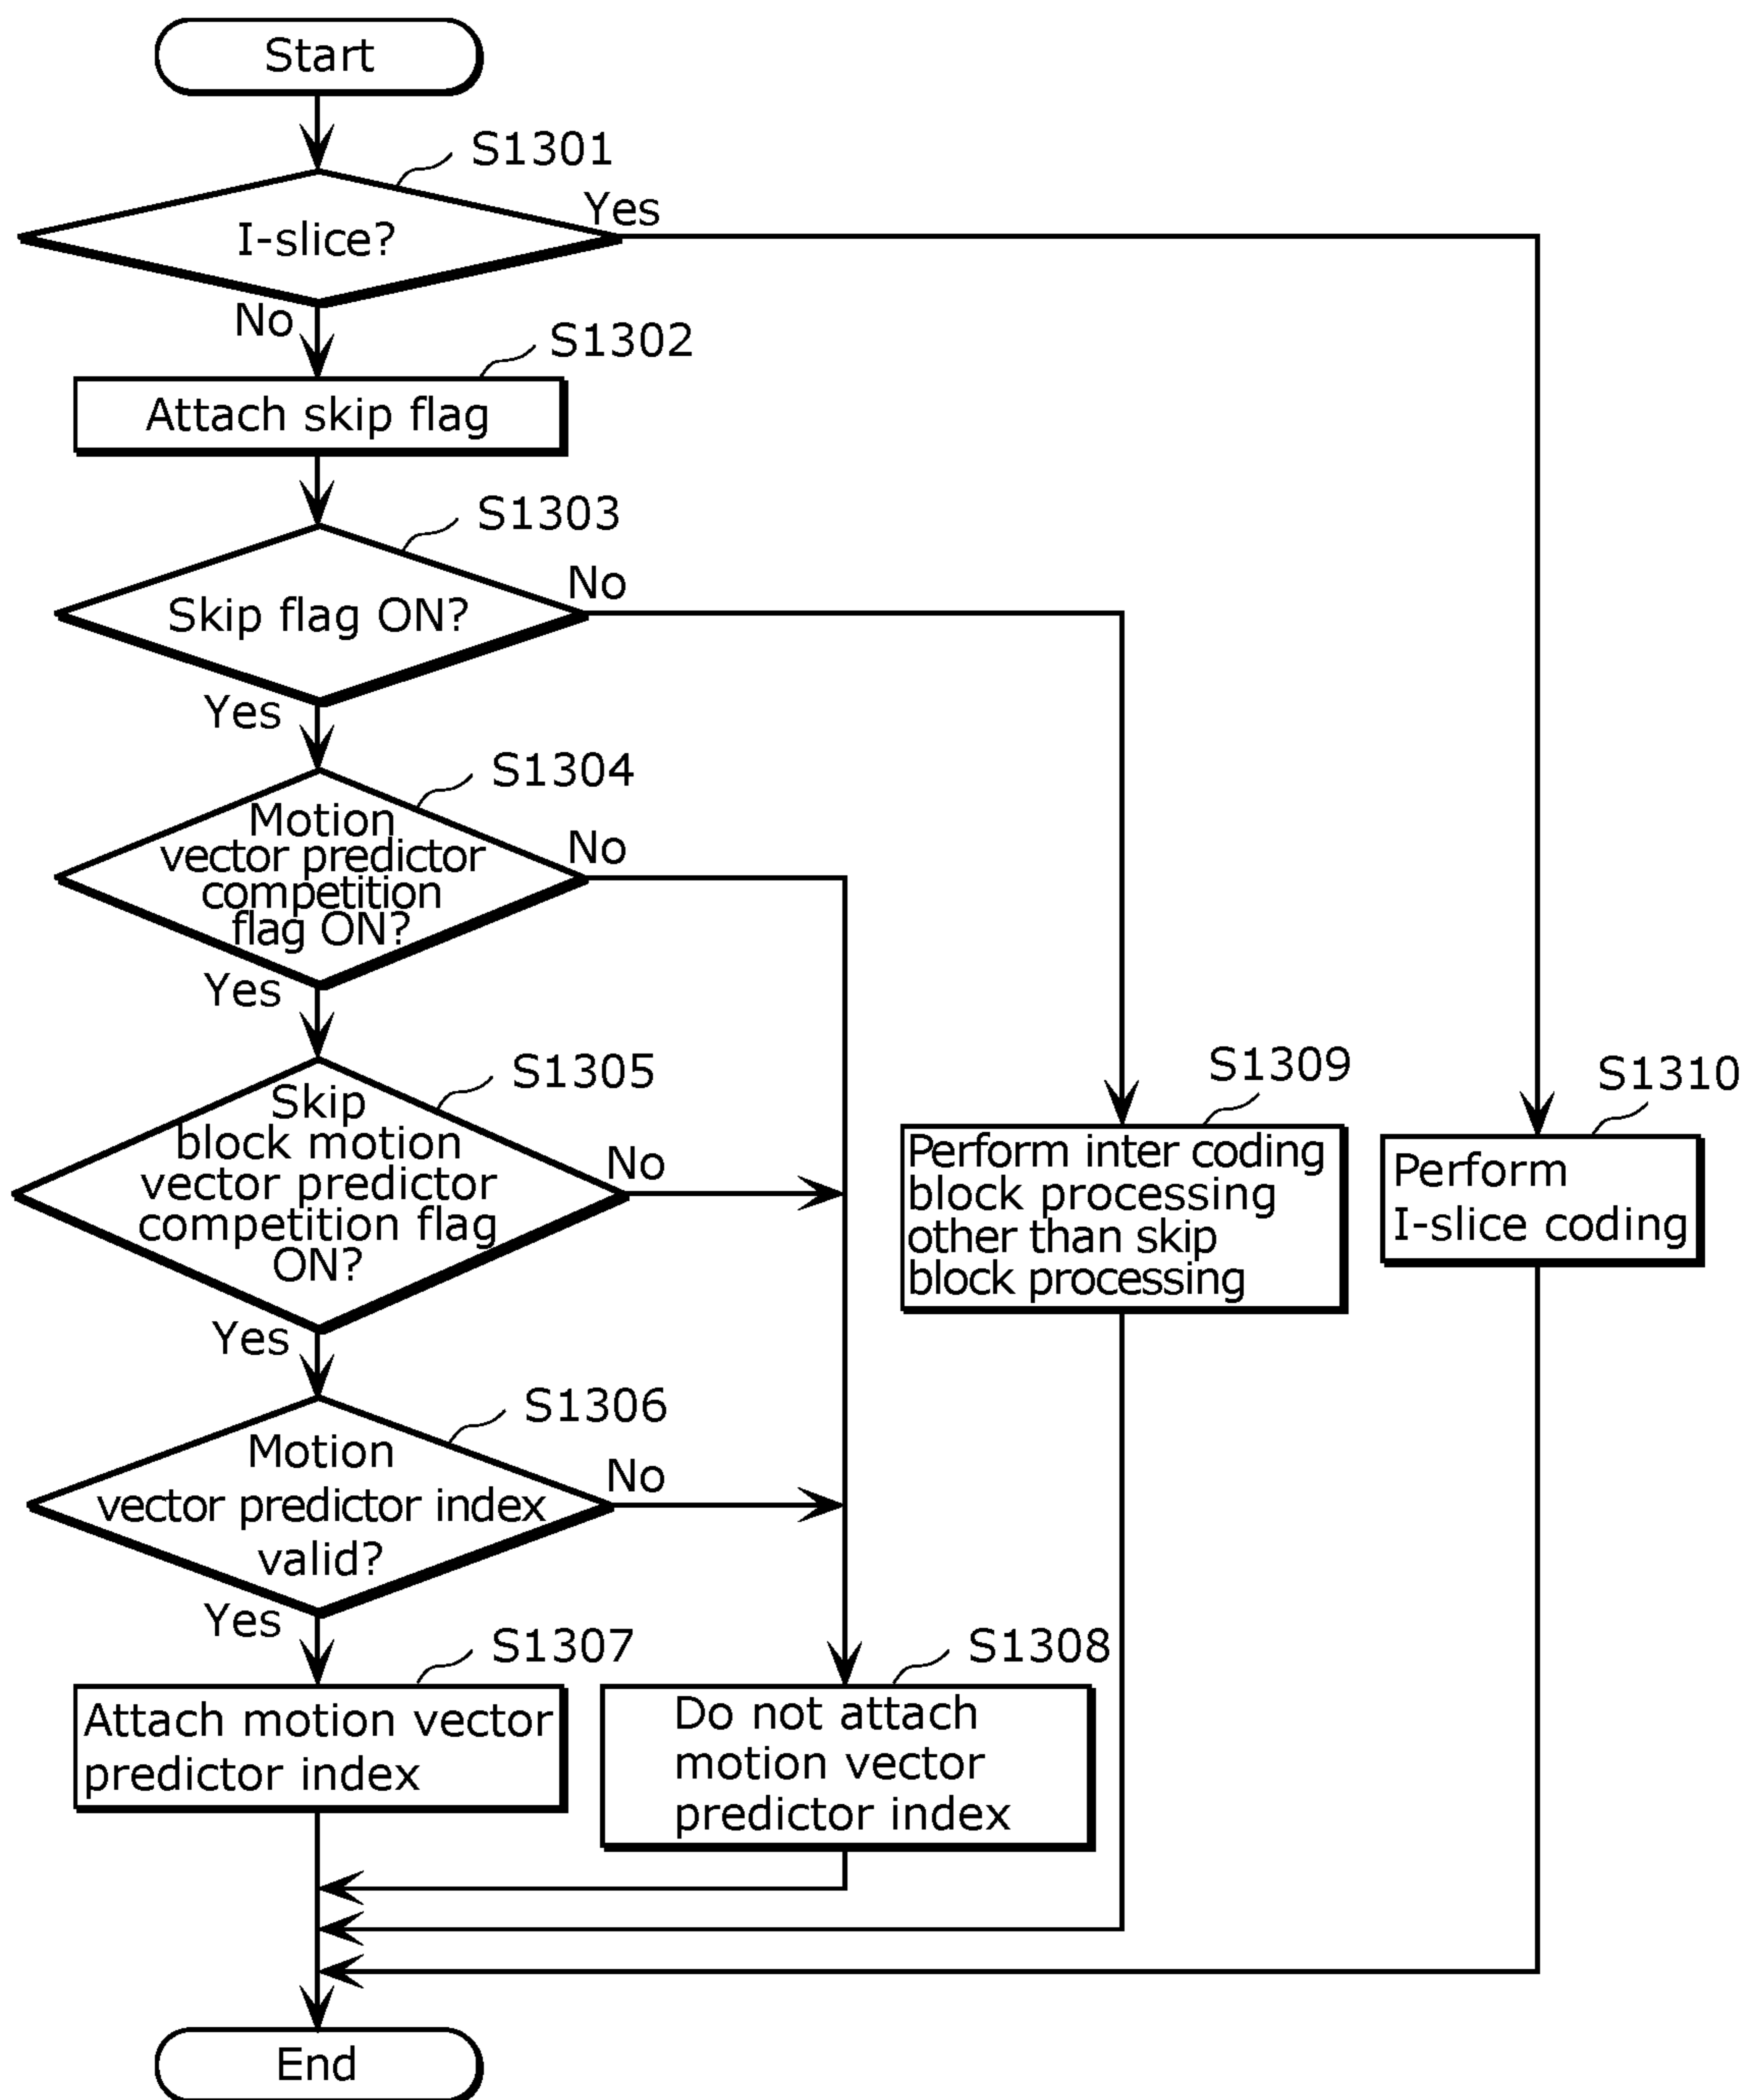 Start
S1301
I-slice?
Yes
No
S1302
Attach skip flag
S1303
Skip flag ON?
No
Yes
S1304
Motion
vector predictor
competition
flag ON?
No
Yes
S1305
Skip
block motion
vector predictor
competition flag
ON?
No
Yes
S1306
Motion
vector predictor index
valid?
No
Yes
S1307
Attach motion vector
predictor index
S1308
Do not attach
motion vector
predictor index
S1309
Perform inter coding
block processing
other than skip
block processing
S1310
Perform
I-slice coding
End